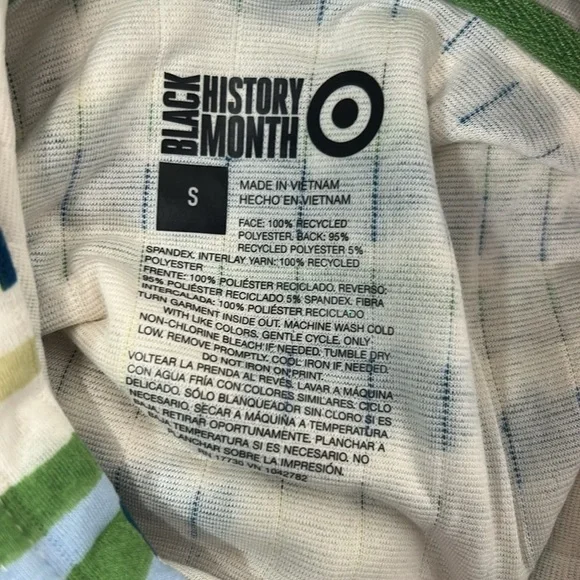 BLACK
HISTORY
MONTH
S
MADE IN VIETNAM
HECHO EN VIETNAM
FACE: 100% RECYCLED
POLYESTER. BACK: 95%
RECYCLED POLYESTER 5%
SPANDEX. INTERLAY YARN: 100% RECYCLED
POLYESTER
FRENTE: 100% POLIÉSTER RECICLADO. REVERSO:
95% POLIÉSTER RECICLADO 5% SPANDEX. FIBRA
INTERCALADA: 100% POLIÉSTER RECICLADO
TURN GARMENT INSIDE OUT. MACHINE WASH COLD
WITH LIKE COLORS. GENTLE CYCLE. ONLY
NON-CHLORINE BLEACH IF NEEDED. TUMBLE DRY
LOW. REMOVE PROMPTLY. COOL IRON IF NEEDED.
DO NOT IRON ON PRINT.
VOLTEAR LA PRENDA AL REVÉS. LAVAR A MÁQUINA
CON AGUA FRÍA CON COLORES SIMILARES. CICLO
DELICADO. SÓLO BLANQUEADOR SIN CLORO SI ES
NECESARIO. SECAR A MÁQUINA A TEMPERATURA
BAJA. RETIRAR OPORTUNAMENTE. PLANCHAR A
BAJA TEMPERATURA SI ES NECESARIO. NO
PLANCHAR SOBRE LA IMPRESIÓN.
RN 17730 VN 1042782